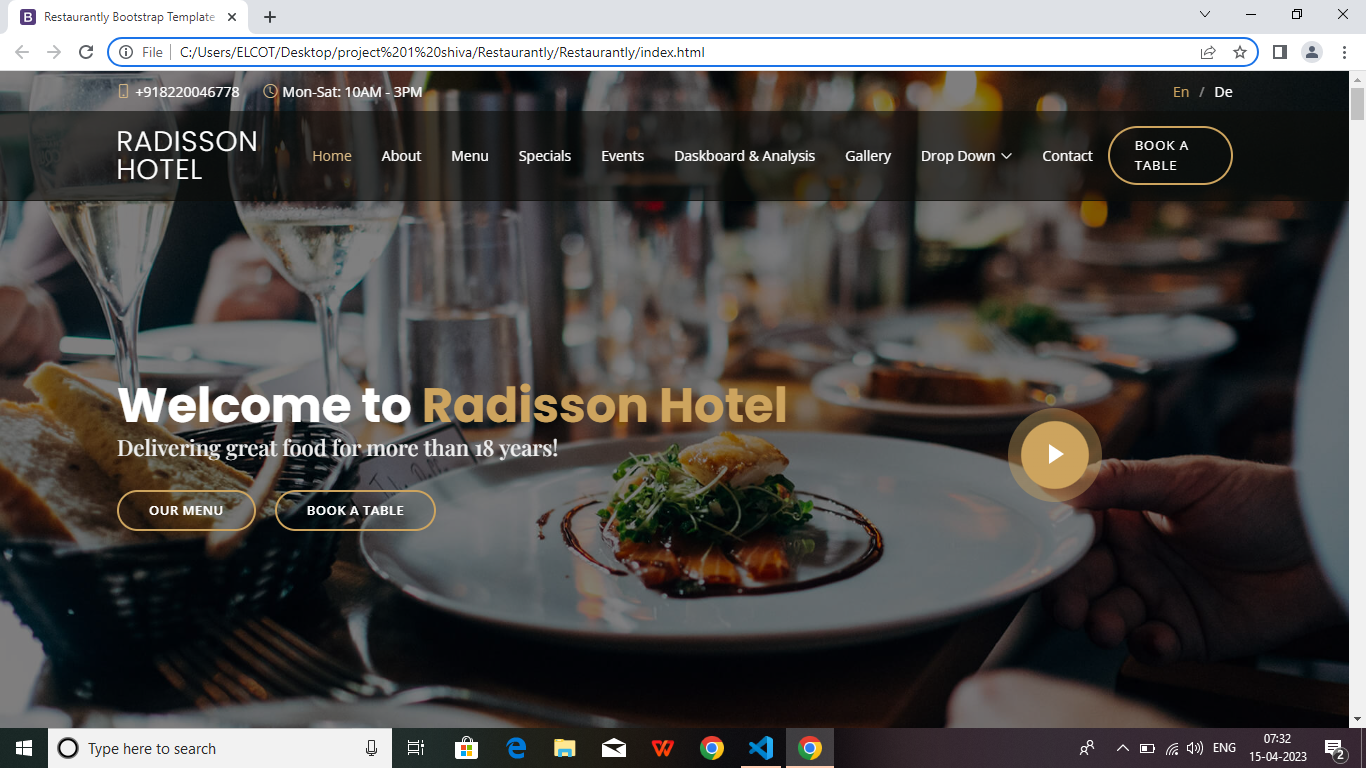 Restaurantly Bootstrap Template
File
C:/Users/ELCOT/Desktop/project%201%20shiva/Restaurantly/Restaurantly/index.html
+918220046778 Mon-Sat: 10AM - 3PM
En / De
RADISSON
HOTEL
Home About Menu Specials Events Daskboard & Analysis Gallery Drop Down Contact
BOOK A
TABLE
Welcome to Radisson Hotel
Delivering great food for more than 18 years!
OUR MENU BOOK A TABLE
Type here to search
ENG
07:32
15-04-2023
2